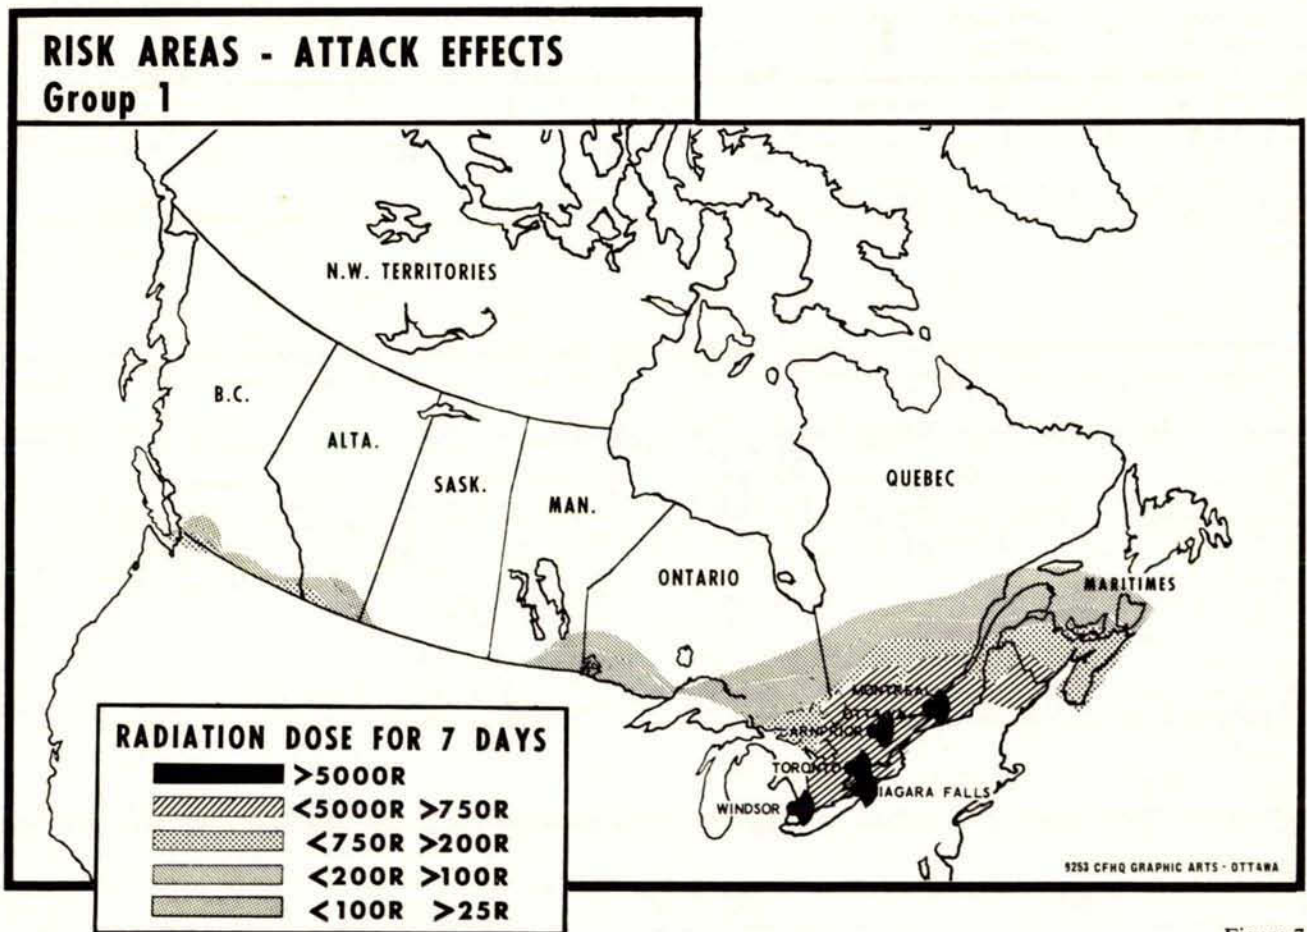 RISK AREAS - ATTACK EFFECTS
Group 1
N.W. TERRITORIES
B.C.
ALTA.
SASK.
MAN.
ONTARIO
QUEBEC
MARITIMES
MONTREAL
OTTAWA
ARNPRIOR
TORONTO
IAGARA FALLS
WINDSOR
RADIATION DOSE FOR 7 DAYS
>5000R
<5000R >750R
<750R >200R
<200R >100R
<100R >25R
9253 CFHQ GRAPHIC ARTS - OTTAWA